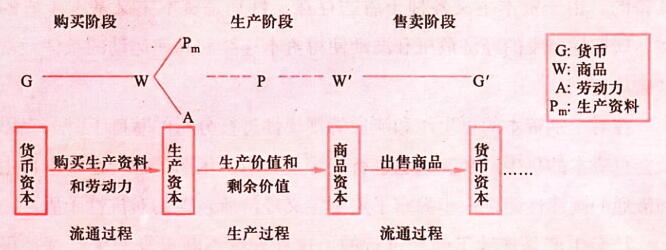 购买阶段 生产阶段 售卖阶段
G W Pm A P W′ G′
G: 货币
W: 商品
A: 劳动力
Pm: 生产资料
货币资本
购买生产资料
和劳动力
生产资本
生产价值和
剩余价值
商品资本
出售商品
货币资本
……
流通过程 生产过程 流通过程